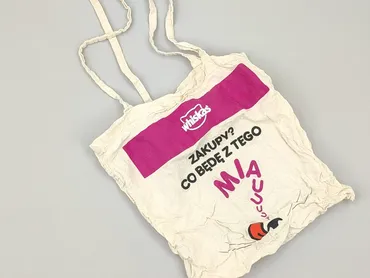 whiskas
ZAKUPY?
CO BĘDĘ Z TEGO
MIAUUU?